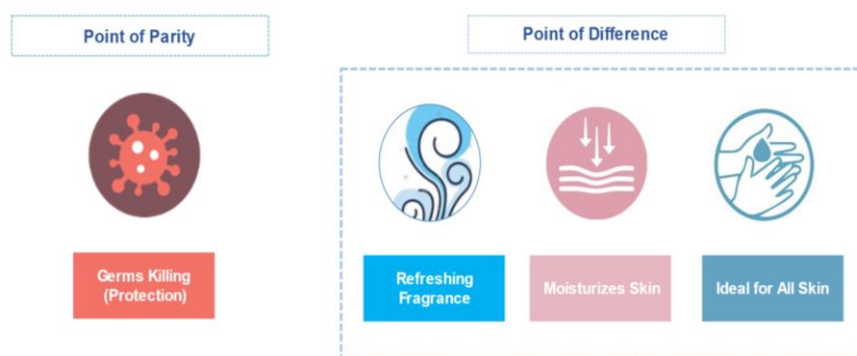 Point of Parity
Point of Difference
Germs Killing
(Protection)
Refreshing
Fragrance
Moisturizes Skin
Ideal for All Skin